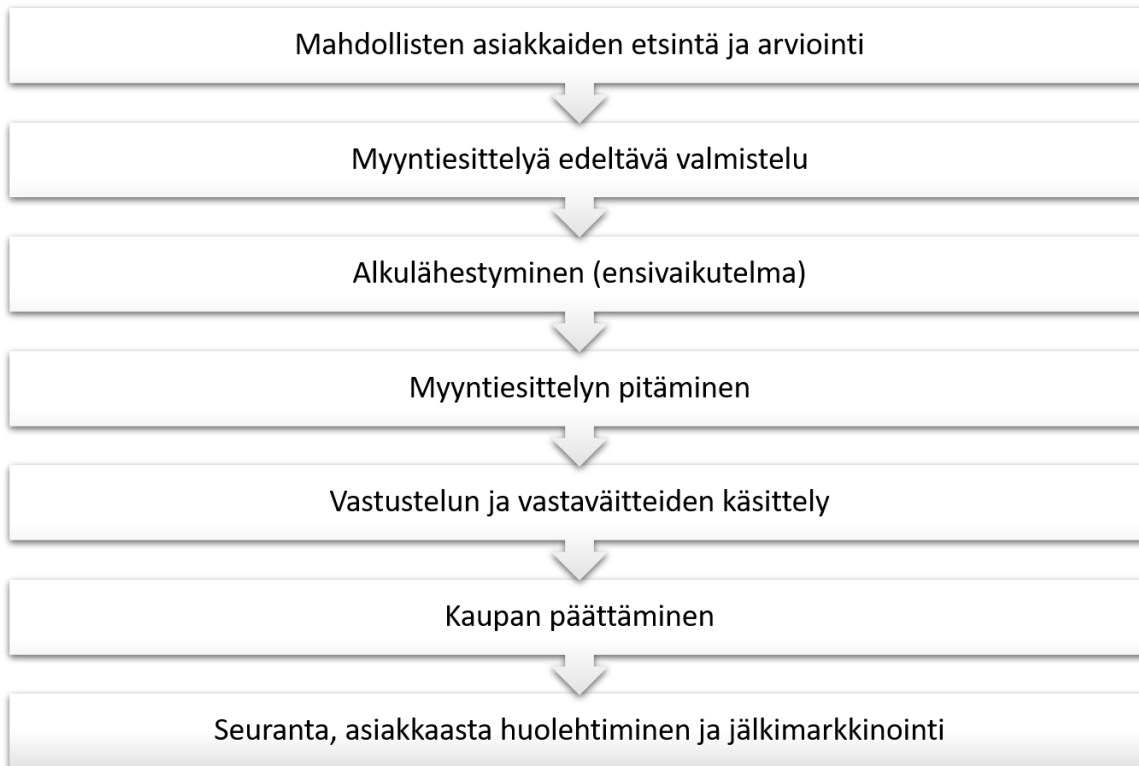 Mahdollisten asiakkaiden etsintä ja arviointi
Myyntiesittelyä edeltävä valmistelu
Alkulähestyminen (ensivaikutelma)
Myyntiesittelyn pitäminen
Vastustelun ja vastaväitteiden käsittely
Kaupan päättäminen
Seuranta, asiakkaasta huolehtiminen ja jälkimarkkinointi